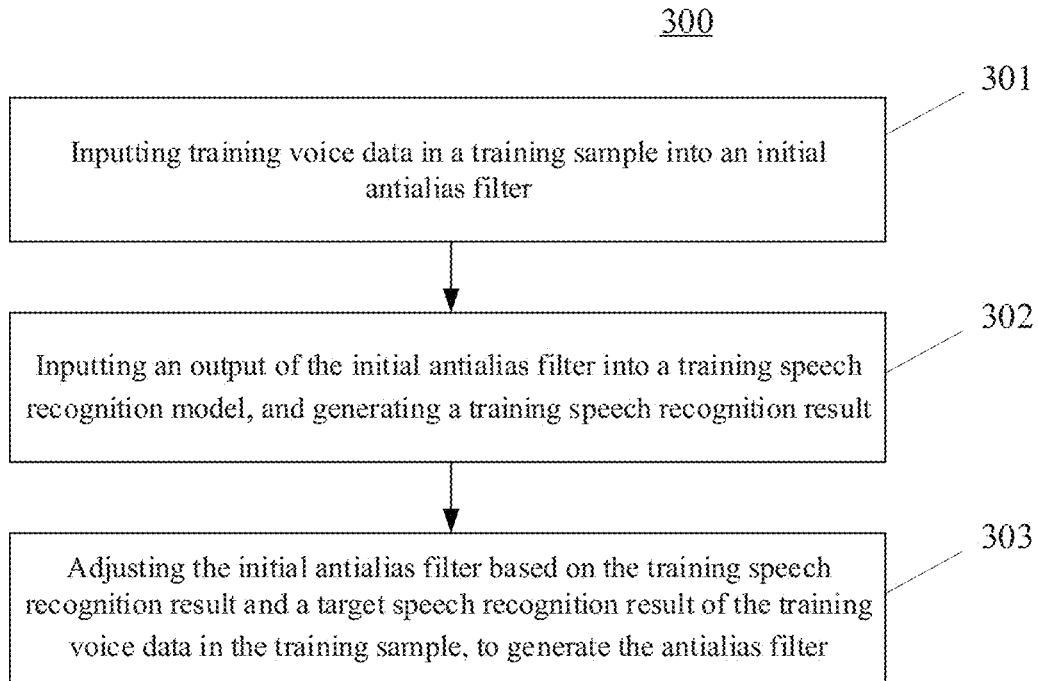 300
301
Inputting training voice data in a training sample into an initial
antialias filter
302
Inputting an output of the initial antialias filter into a training speech
recognition model, and generating a training speech recognition result
303
Adjusting the initial antialias filter based on the training speech
recognition result and a target speech recognition result of the training
voice data in the training sample, to generate the antialias filter